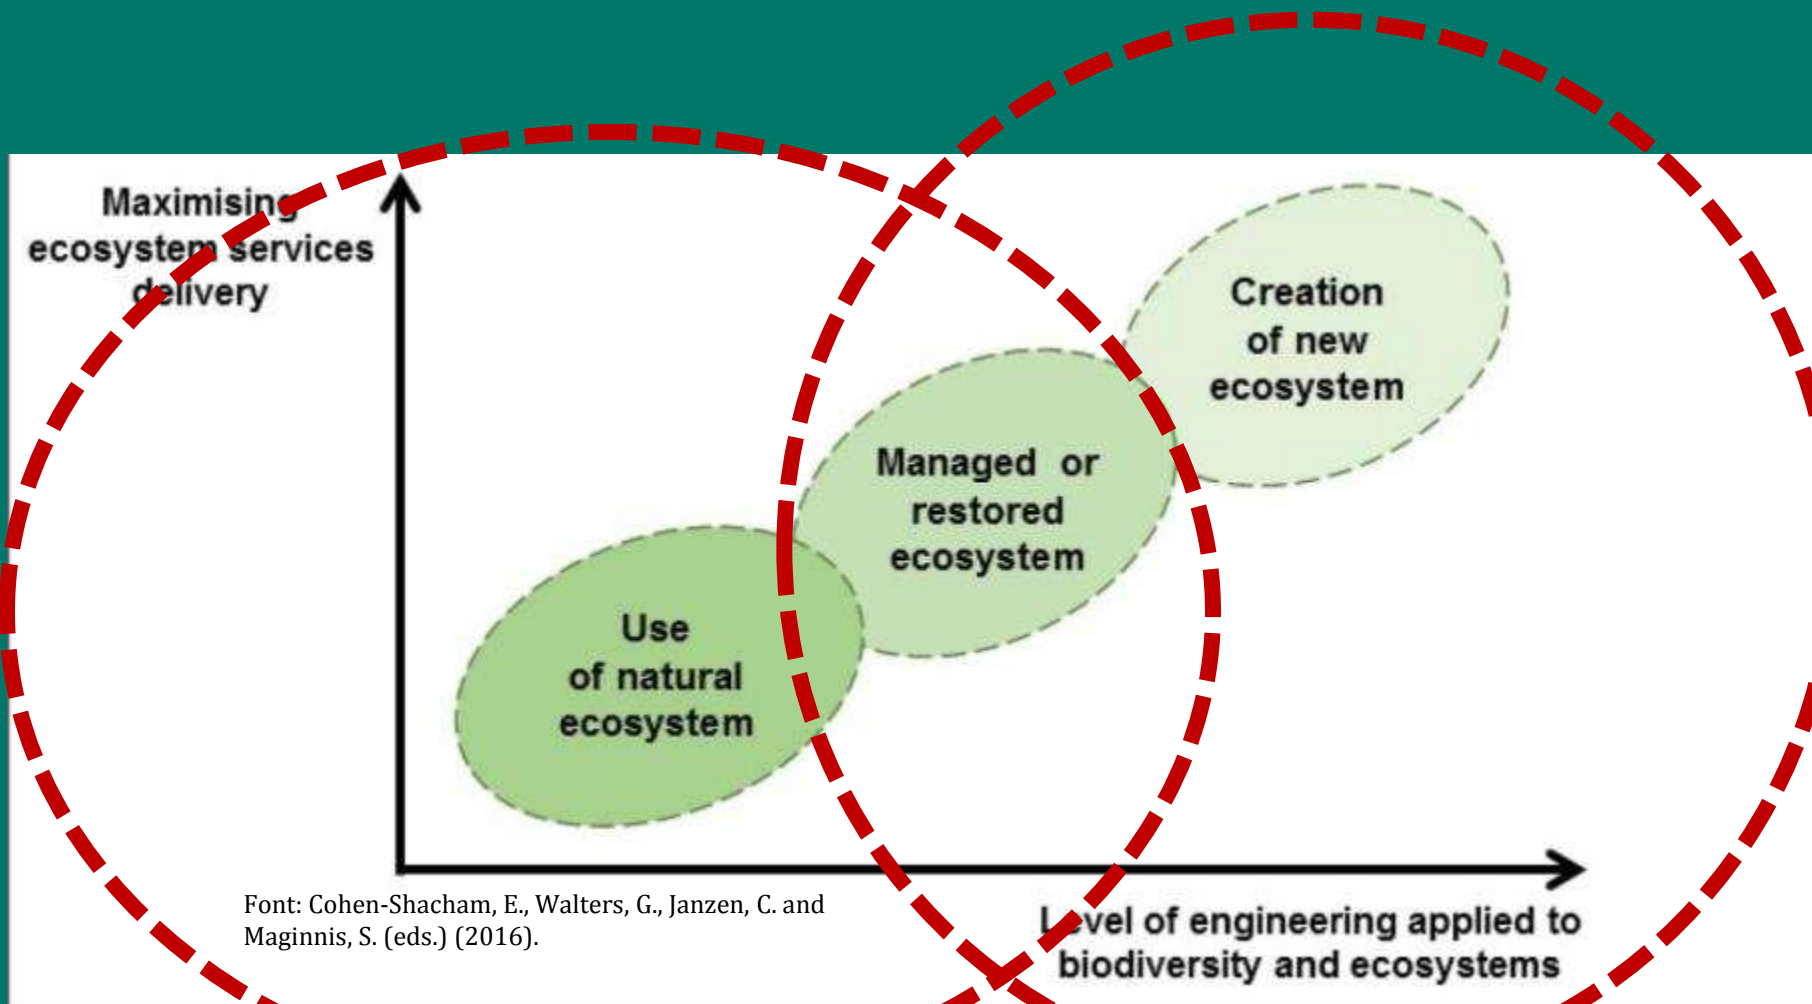 Maximising
ecosystem services
delivery
Creation
of new
ecosystem
Managed or
restored
ecosystem
Use
of natural
ecosystem
Font: Cohen-Shacham, E., Walters, G., Janzen, C. and
Maginnis, S. (eds.) (2016).
Level of engineering applied to
biodiversity and ecosystems